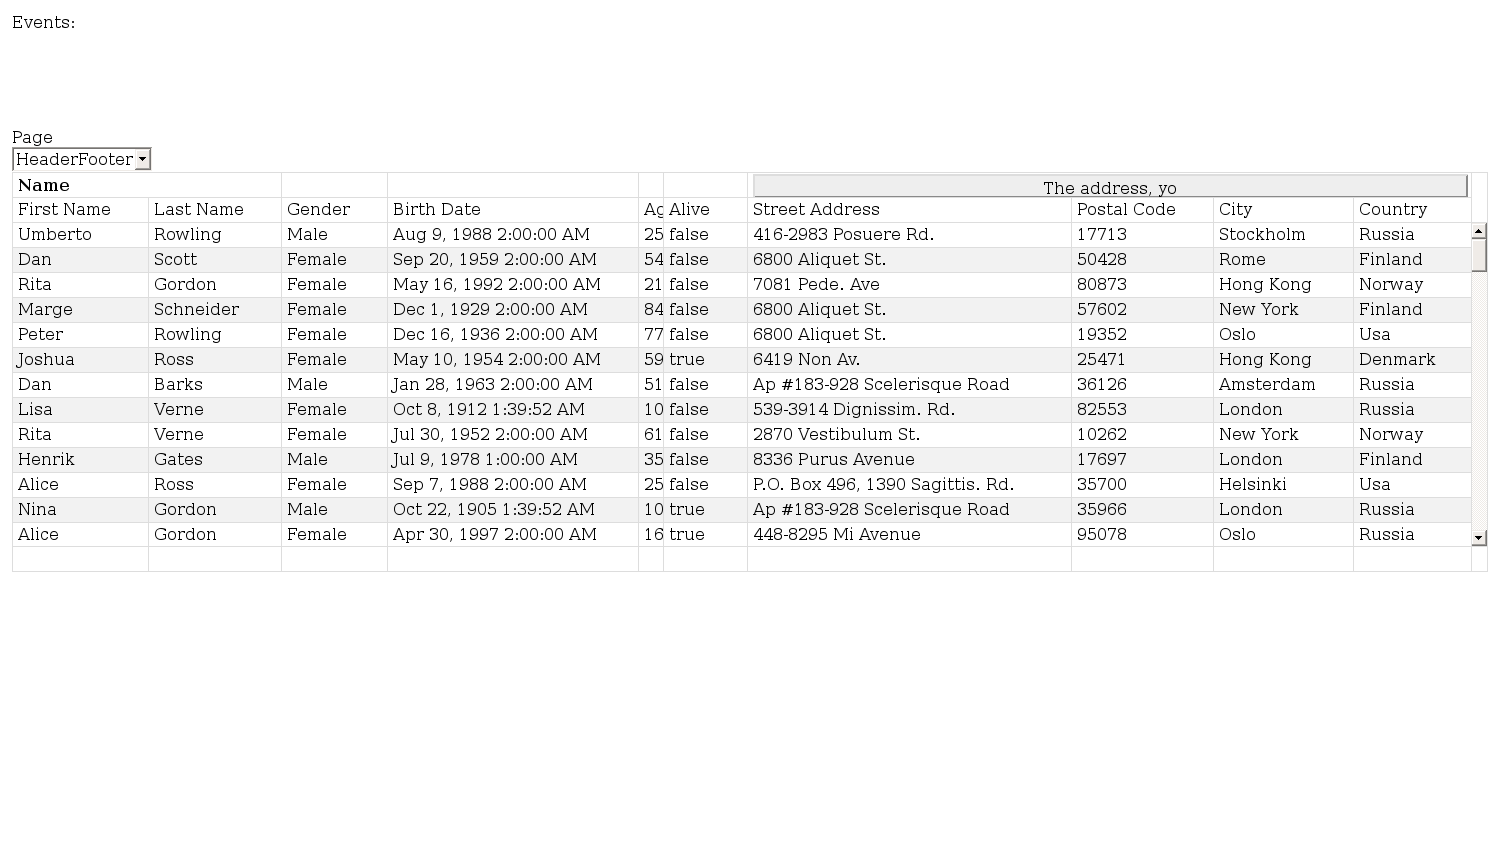 Events:
Page
HeaderFooter
Name The address, yo
First Name Last Name Gender Birth Date Ag Alive Street Address Postal Code City Country
Umberto Rowling Male Aug 9, 1988 2:00:00 AM 25 false 416-2983 Posuere Rd. 17713 Stockholm Russia
Dan Scott Female Sep 20, 1959 2:00:00 AM 54 false 6800 Aliquet St. 50428 Rome Finland
Rita Gordon Female May 16, 1992 2:00:00 AM 21 false 7081 Pede. Ave 80873 Hong Kong Norway
Marge Schneider Female Dec 1, 1929 2:00:00 AM 84 false 6800 Aliquet St. 57602 New York Finland
Peter Rowling Female Dec 16, 1936 2:00:00 AM 77 false 6800 Aliquet St. 19352 Oslo Usa
Joshua Ross Female May 10, 1954 2:00:00 AM 59 true 6419 Non Av. 25471 Hong Kong Denmark
Dan Barks Male Jan 28, 1963 2:00:00 AM 51 false Ap #183-928 Scelerisque Road 36126 Amsterdam Russia
Lisa Verne Female Oct 8, 1912 1:39:52 AM 10 false 539-3914 Dignissim. Rd. 82553 London Russia
Rita Verne Female Jul 30, 1952 2:00:00 AM 61 false 2870 Vestibulum St. 10262 New York Norway
Henrik Gates Male Jul 9, 1978 1:00:00 AM 35 false 8336 Purus Avenue 17697 London Finland
Alice Ross Female Sep 7, 1988 2:00:00 AM 25 false P.O. Box 496, 1390 Sagittis. Rd. 35700 Helsinki Usa
Nina Gordon Male Oct 22, 1905 1:39:52 AM 10 true Ap #183-928 Scelerisque Road 35966 London Russia
Alice Gordon Female Apr 30, 1997 2:00:00 AM 16 true 448-8295 Mi Avenue 95078 Oslo Russia